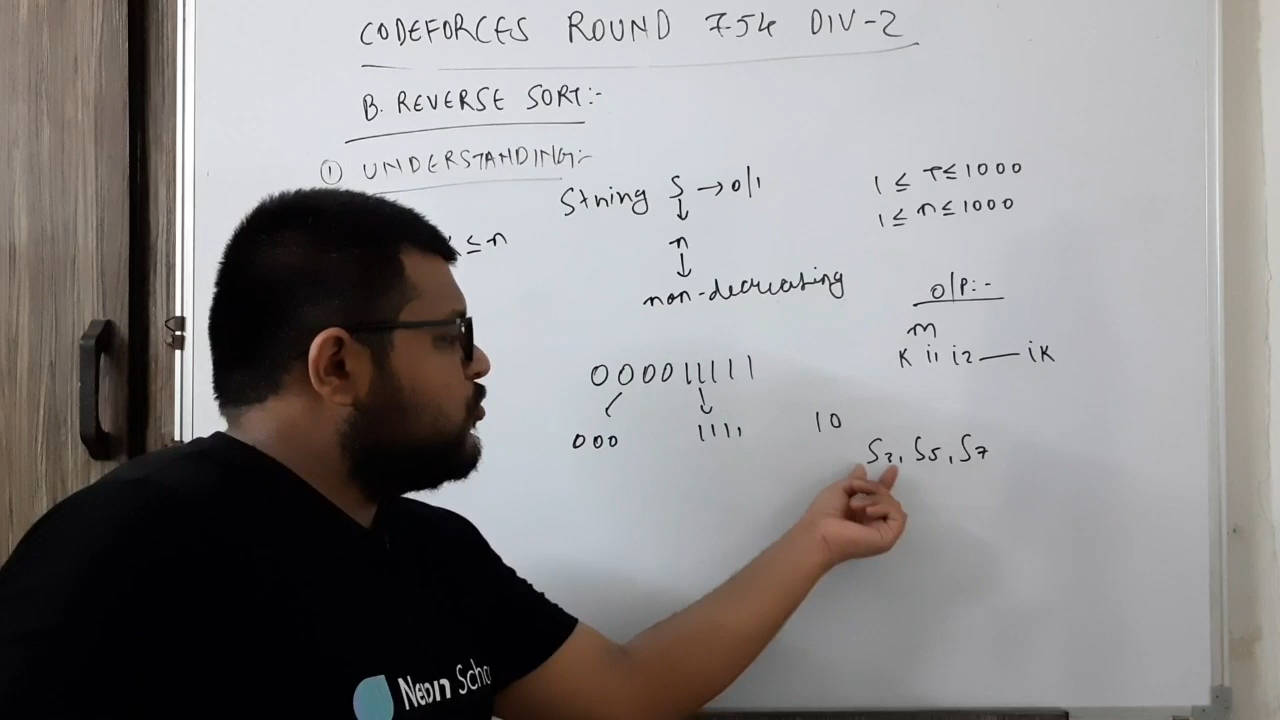 CODEFORCES ROUND 754 DIV-2
B. REVERSE SORT:-
① UNDERSTANDING:-
String S → 0/1
1 ≤ T ≤ 1000
1 ≤ n ≤ 1000
≤ n
n
non-decreasing
O/P:-
m
K i1 i2 — iK
000011111
000
1111
10
S3, S5, S7
Neon Scho